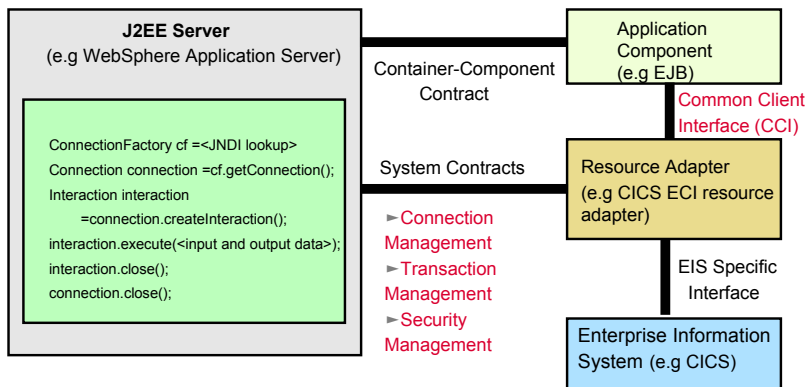 J2EE Server
(e.g WebSphere Application Server)
ConnectionFactory cf =<JNDI lookup>
Connection connection =cf.getConnection();
Interaction interaction
=connection.createInteraction();
interaction.execute(<input and output data>);
interaction.close();
connection.close();
Container-Component
Contract
System Contracts
►Connection
Management
►Transaction
Management
►Security
Management
Application
Component
(e.g EJB)
Common Client
Interface (CCI)
Resource Adapter
(e.g CICS ECI resource
adapter)
EIS Specific
Interface
Enterprise Information
System (e.g CICS)